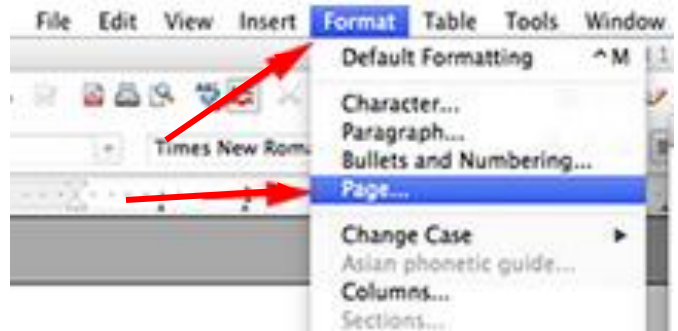 File Edit View Insert Format Table Tools Window
Default Formatting ^M
Character...
Times New Roma
Paragraph...
Bullets and Numbering...
Page...
Change Case
Asian phonetic guide...
Columns...
Sections...